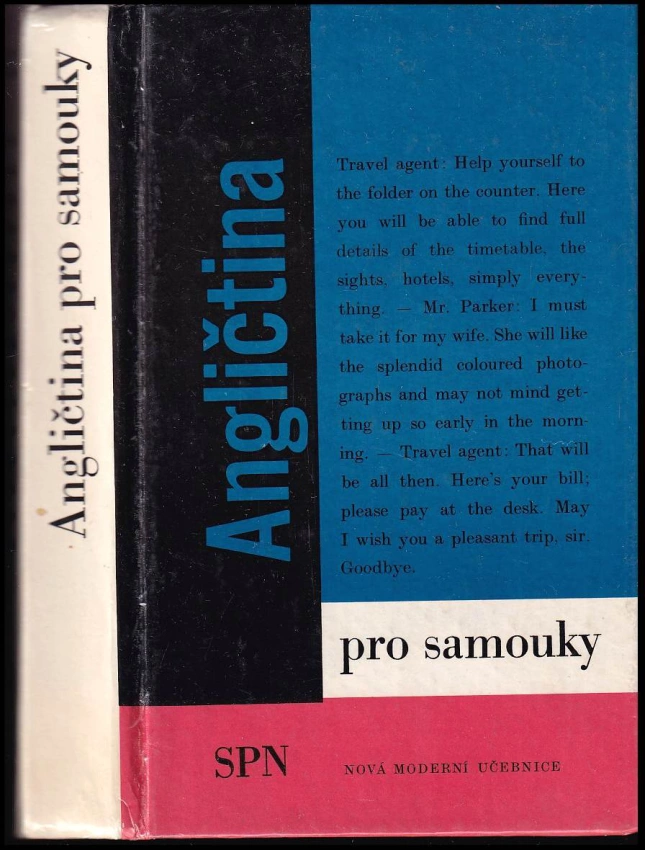 Angličtina pro samouky
Angličtina
Travel agent: Help yourself to
the folder on the counter. Here
you will be able to find full
details of the timetable, the
sights, hotels, simply every-
thing. — Mr. Parker: I must
take it for my wife. She will like
the splendid coloured photo-
graphs and may not mind get-
ting up so early in the morn-
ing. — Travel agent: That will
be all then. Here's your bill;
please pay at the desk. May
I wish you a pleasant trip, sir.
Goodbye.
pro samouky
SPN
NOVÁ MODERNÍ UČEBNICE